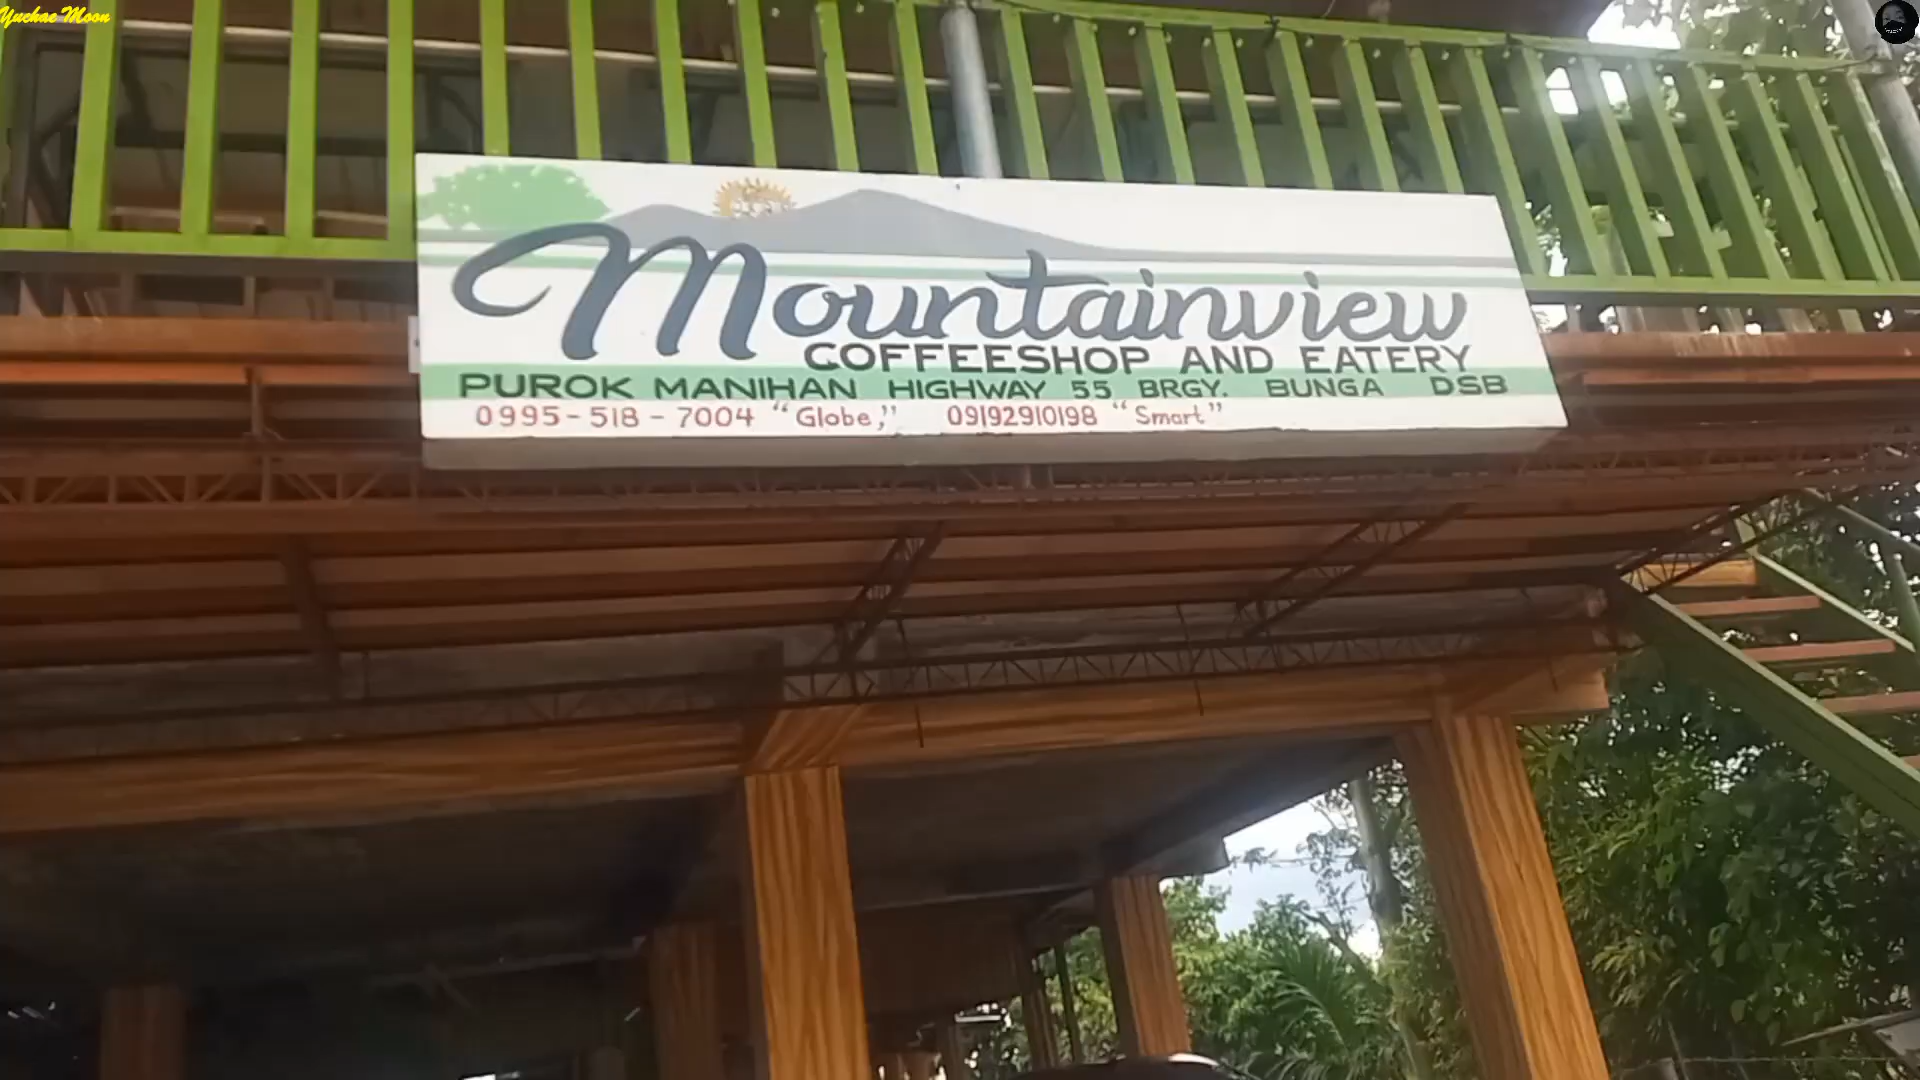 Yuchae Moon
Mountainview
COFFEESHOP AND EATERY
PUROK MANIHAN HIGHWAY 55 BRGY. BUNGA DSB
0995-518-7004 "Globe," 09192910198 "Smart"